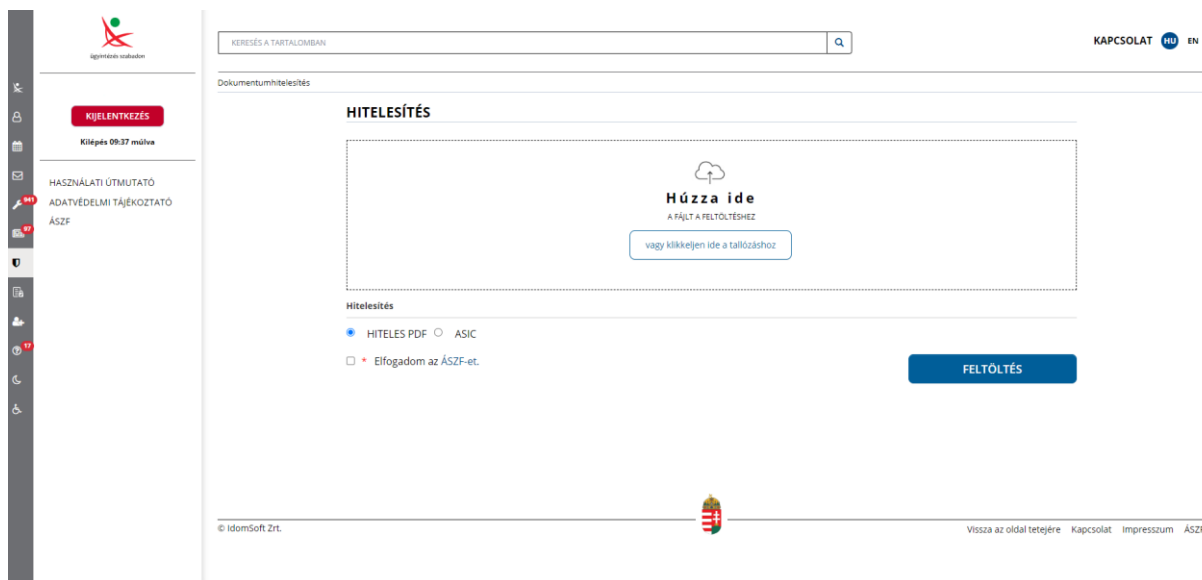 ügyintézés szabadon
KERESÉS A TARTALOMBAN
KAPCSOLAT HU EN
Dokumentumhitelesítés
KIJELENTKEZÉS
Kilépés 09:37 múlva
HASZNÁLATI ÚTMUTATÓ
ADATVÉDELMI TÁJÉKOZTATÓ
ÁSZF
941
97
17
HITELESÍTÉS
Húzza ide
A FÁJLT A FELTÖLTÉSHEZ
vagy klikkeljen ide a tallózáshoz
Hitelesítés
HITELES PDF ASIC
* Elfogadom az ÁSZF-et.
FELTÖLTÉS
© IdomSoft Zrt.
Vissza az oldal tetejére Kapcsolat Impresszum ÁSZF